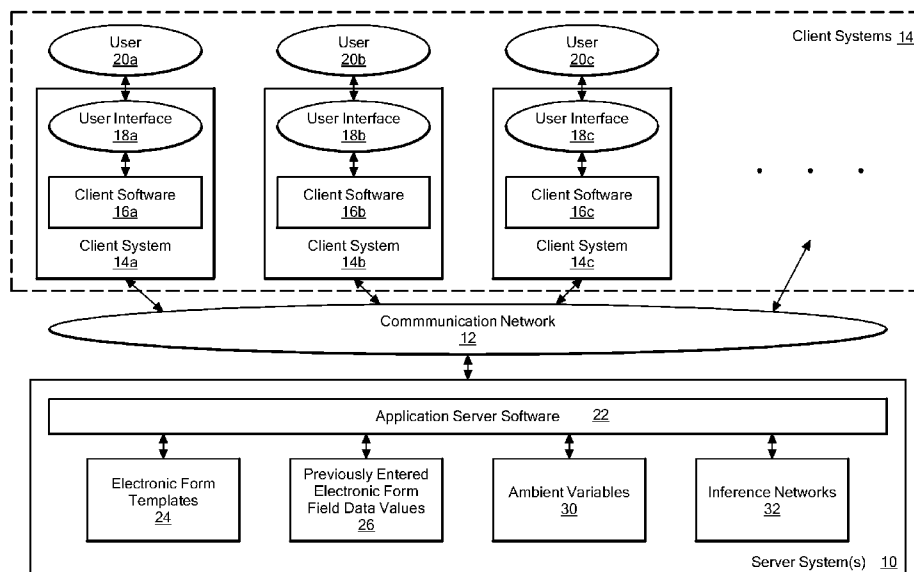 Client Systems 14
User
20a
User
20b
User
20c
User Interface
18a
User Interface
18b
User Interface
18c
Client Software
16a
Client Software
16b
Client Software
16c
Client System
14a
Client System
14b
Client System
14c
Commmunication Network
12
Application Server Software 22
Electronic Form
Templates
24
Previously Entered
Electronic Form
Field Data Values
26
Ambient Variables
30
Inference Networks
32
Server System(s) 10